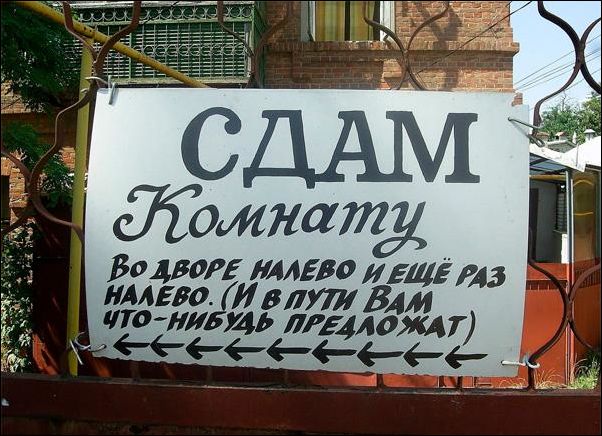 СДАМ
Комнату
Во дворе налево и ещё раз
налево. (И в пути Вам
что-нибудь предложат)
←←←←←←←←←